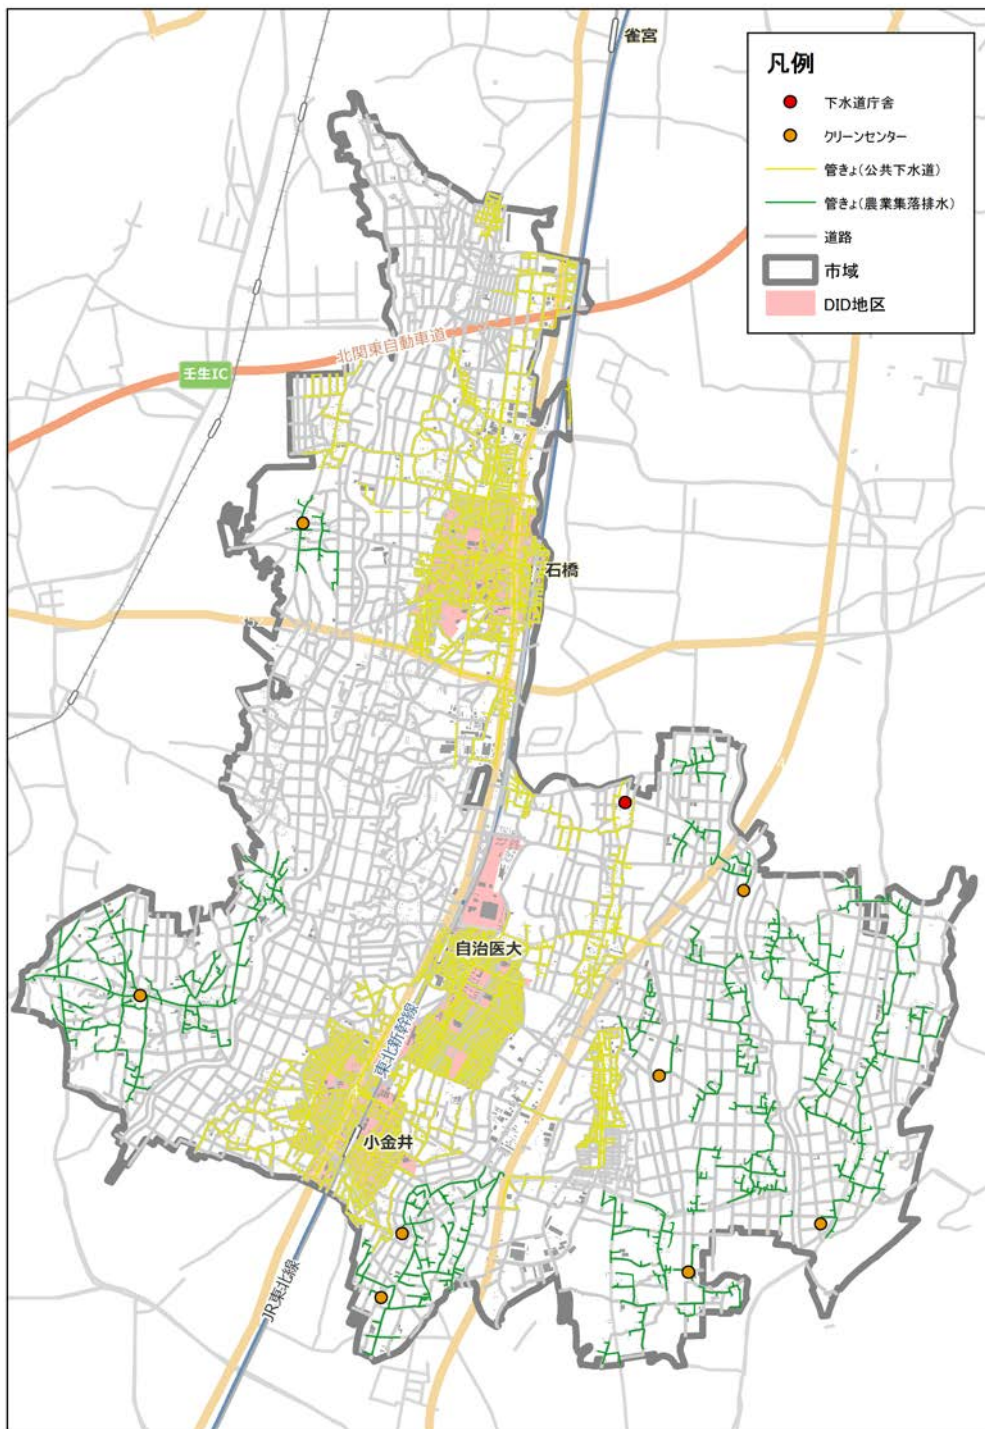 雀宮
凡例
下水道庁舎
クリーンセンター
管きょ(公共下水道)
管きょ(農業集落排水)
道路
市域
DID地区
北関東自動車道
壬生IC
石橋
自治医大
東北新幹線
小金井
JR東北線